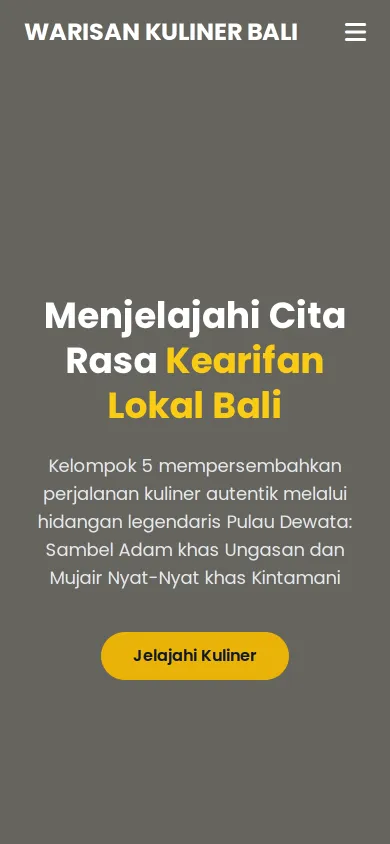 WARISAN KULINER BALI
Menjelajahi Cita
Rasa Kearifan
Lokal Bali
Kelompok 5 mempersembahkan
perjalanan kuliner autentik melalui
hidangan legendaris Pulau Dewata:
Sambel Adam khas Ungasan dan
Mujair Nyat-Nyat khas Kintamani
Jelajahi Kuliner